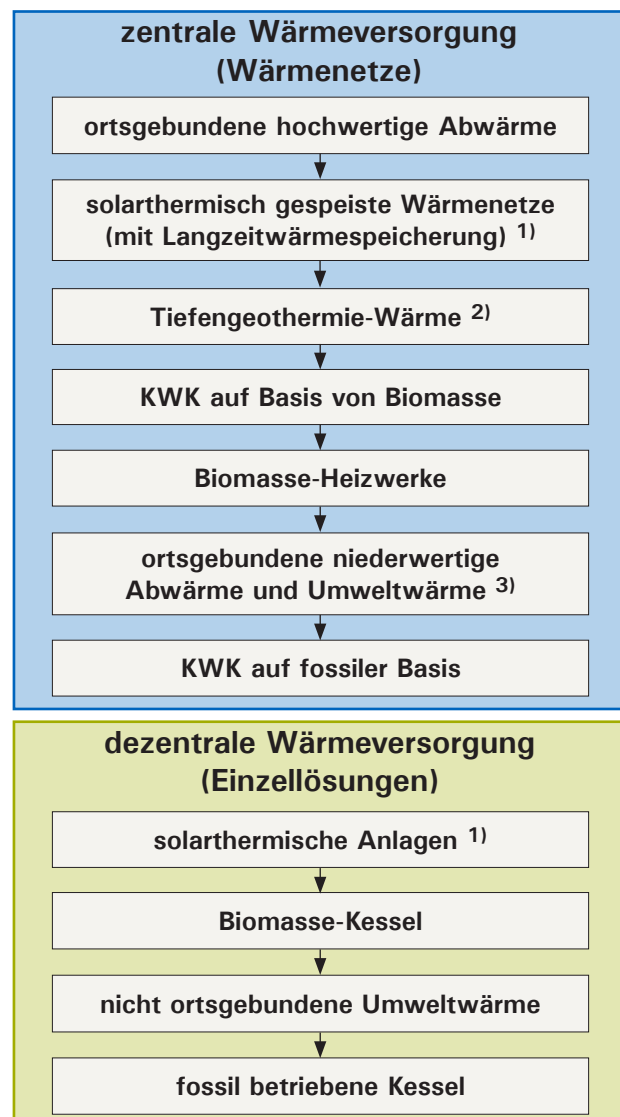 zentrale Wärmeversorgung
(Wärmenetze)
ortsgebundene hochwertige Abwärme
solarthermisch gespeiste Wärmenetze
(mit Langzeitwärmespeicherung) 1)
Tiefengeothermie-Wärme 2)
KWK auf Basis von Biomasse
Biomasse-Heizwerke
ortsgebundene niederwertige
Abwärme und Umweltwärme 3)
KWK auf fossiler Basis
dezentrale Wärmeversorgung
(Einzellösungen)
solarthermische Anlagen 1)
Biomasse-Kessel
nicht ortsgebundene Umweltwärme
fossil betriebene Kessel